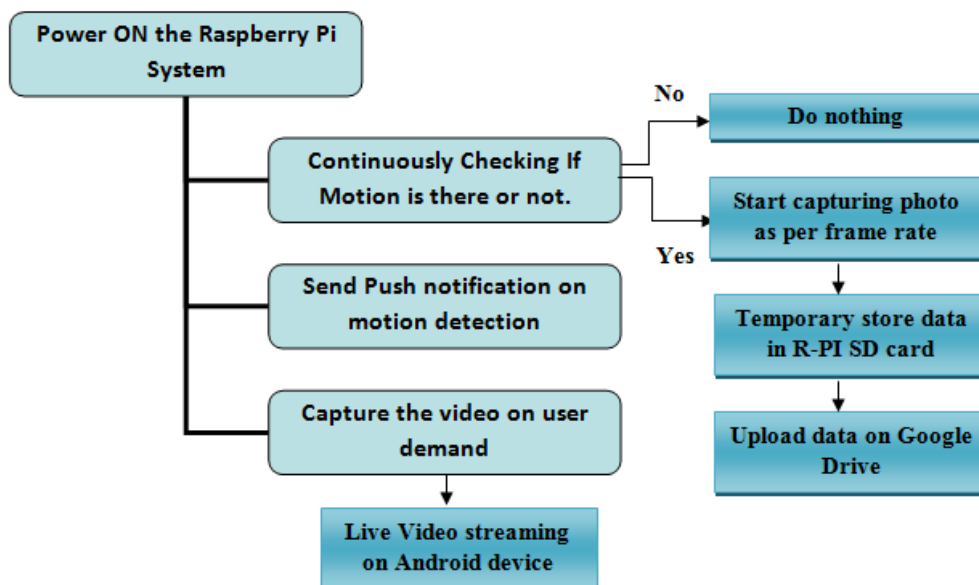 Power ON the Raspberry Pi
System
No
Do nothing
Continuously Checking If
Motion is there or not.
Start capturing photo
as per frame rate
Yes
Send Push notification on
motion detection
Temporary store data
in R-PI SD card
Capture the video on user
demand
Upload data on Google
Drive
Live Video streaming
on Android device